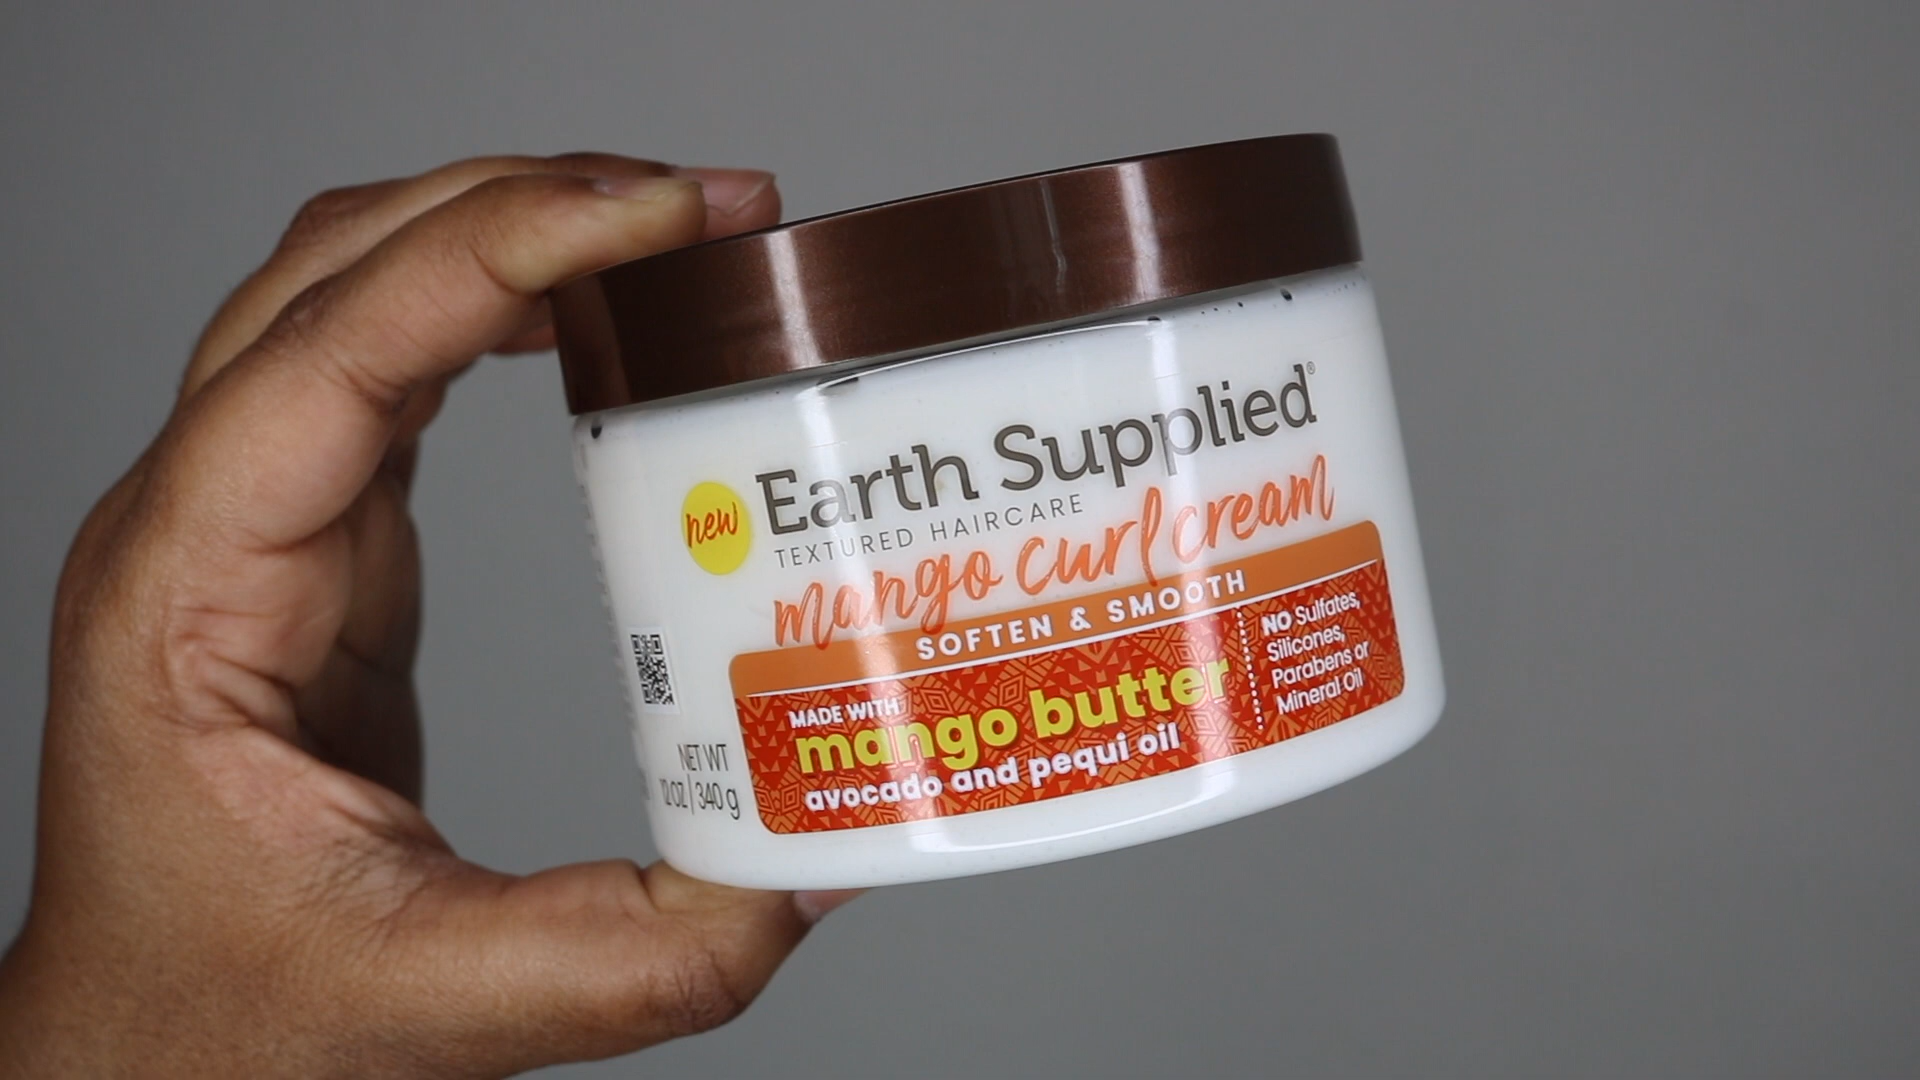 new
Earth Supplied®
TEXTURED HAIRCARE
mango curl cream
SOFTEN & SMOOTH
MADE WITH
mango butter
avocado and pequi oil
NO Sulfates,
Silicones,
Parabens or
Mineral Oil
NET WT
12 OZ | 340 g